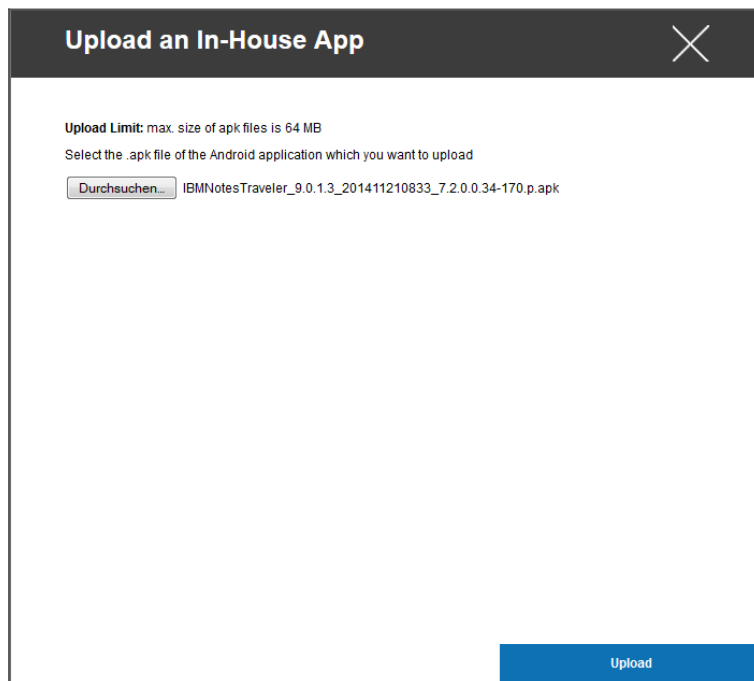 Upload an In-House App
Upload Limit: max. size of apk files is 64 MB
Select the .apk file of the Android application which you want to upload
Durchsuchen... IBMNotesTraveler_9.0.1.3_201411210833_7.2.0.0.34-170.p.apk
Upload